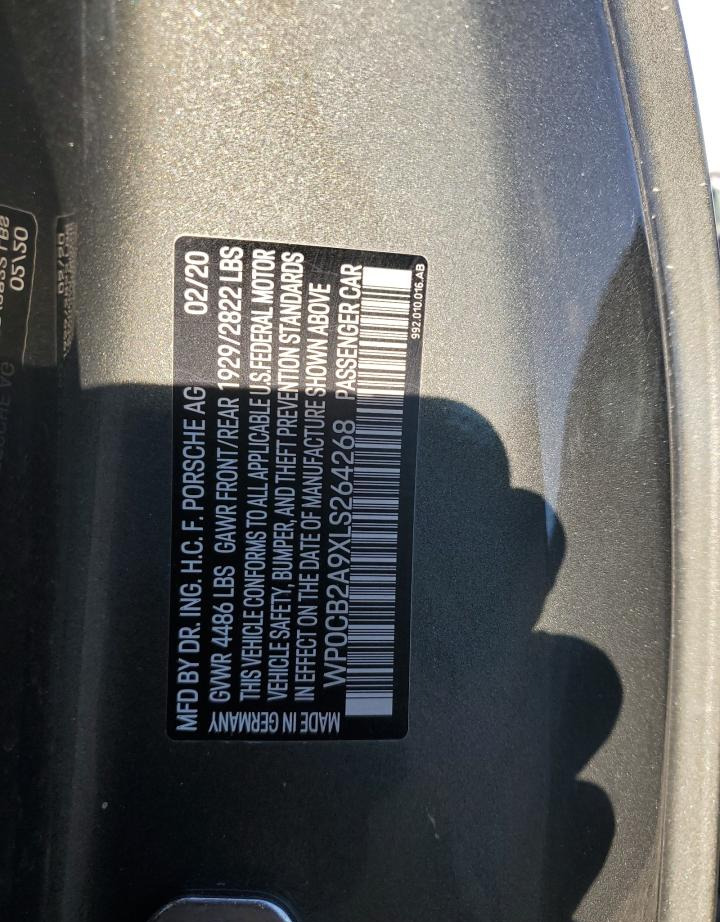 MFD BY DR. ING. H.C. F. PORSCHE AG 02/20
GVWR 4486 LBS GAWR FRONT/REAR 1929/2822 LBS
THIS VEHICLE CONFORMS TO ALL APPLICABLE U.S.FEDERAL MOTOR
VEHICLE SAFETY, BUMPER, AND THEFT PREVENTION STANDARDS
IN EFFECT ON THE DATE OF MANUFACTURE SHOWN ABOVE
WP0CB2A9XLS264268 PASSENGER CAR
MADE IN GERMANY
992.010.016.AB
02/20